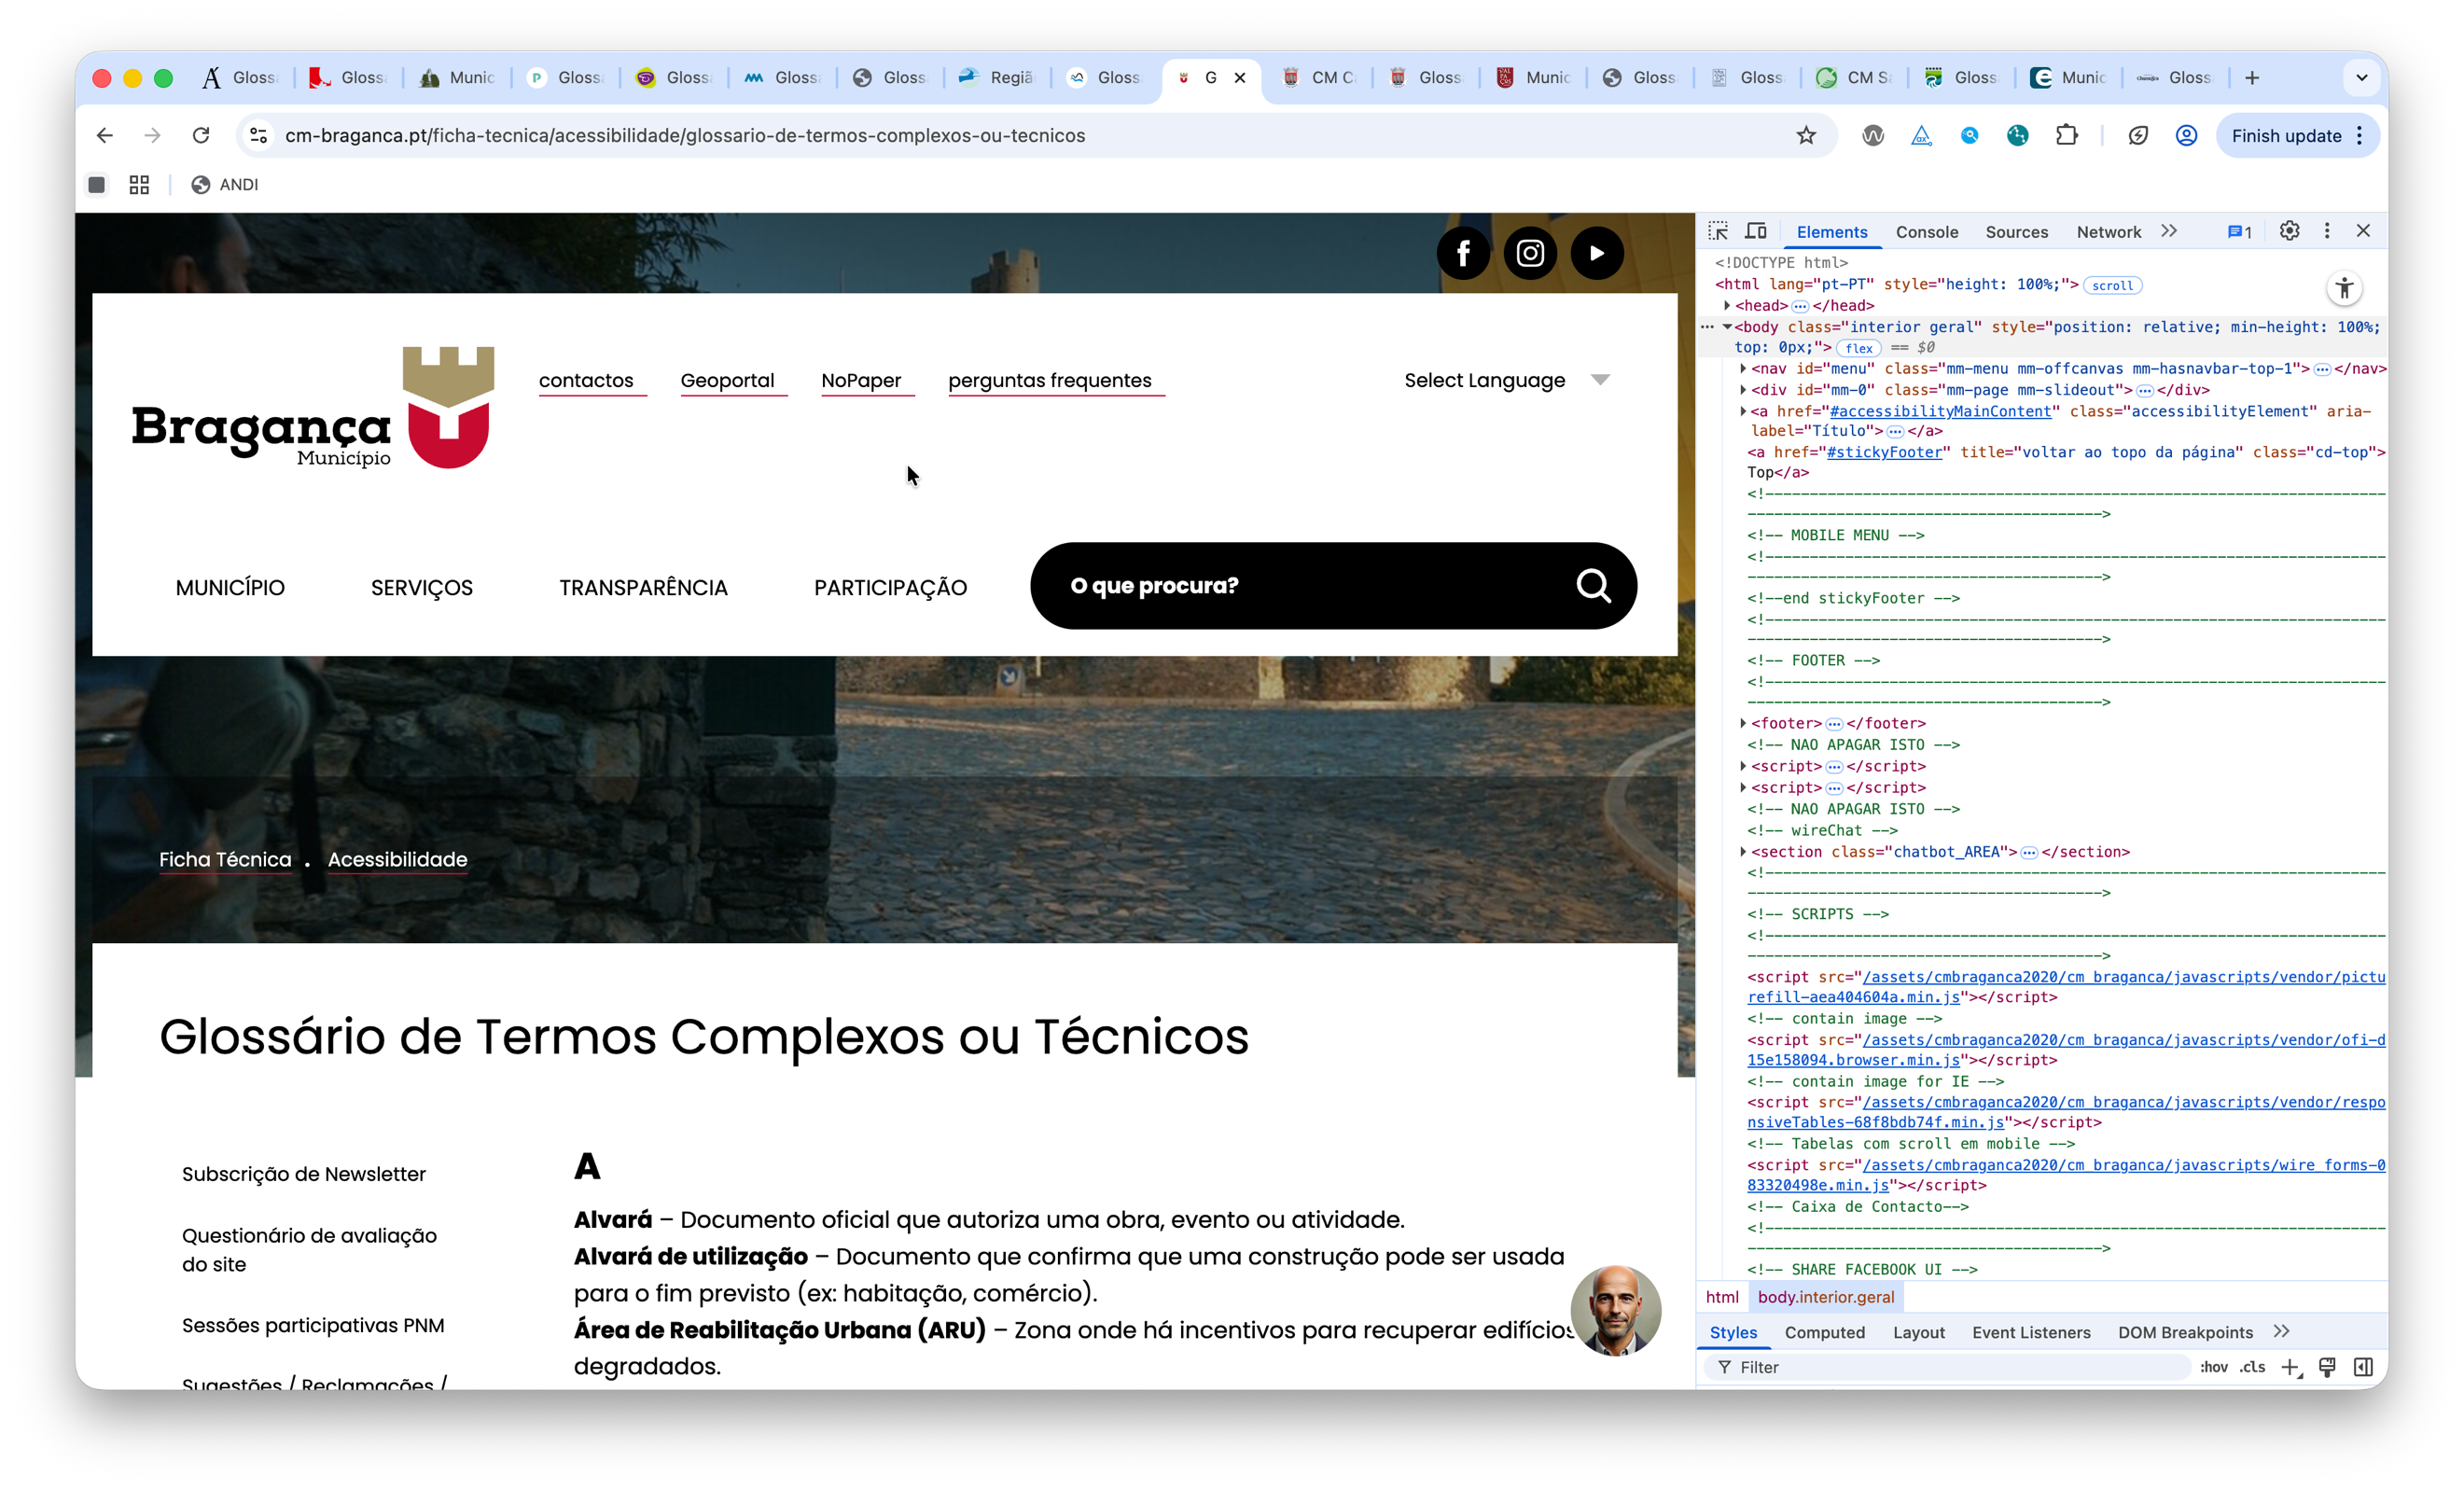 Gloss
Gloss
Munic
Gloss
Gloss
Gloss
Gloss
Regiã
Gloss
G
CM C
Gloss
Munic
Gloss
Gloss
CM S
Gloss
Munic
Gloss
cm-braganca.pt/ficha-tecnica/acessibilidade/glossario-de-termos-complexos-ou-tecnicos
Finish update
ANDI
Bragança
Município
contactos
Geoportal
NoPaper
perguntas frequentes
Select Language
MUNICÍPIO
SERVIÇOS
TRANSPARÊNCIA
PARTICIPAÇÃO
O que procura?
Ficha Técnica . Acessibilidade
Glossário de Termos Complexos ou Técnicos
Subscrição de Newsletter
Questionário de avaliação
do site
Sessões participativas PNM
Sugestões / Reclamações /
A
Alvará – Documento oficial que autoriza uma obra, evento ou atividade.
Alvará de utilização – Documento que confirma que uma construção pode ser usada
para o fim previsto (ex: habitação, comércio).
Área de Reabilitação Urbana (ARU) – Zona onde há incentivos para recuperar edifícios
degradados.
Elements
Console
Sources
Network
1
<!DOCTYPE html>
<html lang="pt-PT" style="height: 100%;"> scroll
<head> ··· </head>
··· <body class="interior geral" style="position: relative; min-height: 100%;
top: 0px;"> flex == $0
<nav id="menu" class="mm-menu mm-offcanvas mm-hasnavbar-top-1"> ··· </nav>
<div id="mm-0" class="mm-page mm-slideout"> ··· </div>
<a href="#accessibilityMainContent" class="accessibilityElement" aria-
label="Título"> ··· </a>
<a href="#stickyFooter" title="voltar ao topo da página" class="cd-top">
Top</a>
<!-- MOBILE MENU -->
<!--end stickyFooter -->
<!-- FOOTER -->
<footer> ··· </footer>
<!-- NAO APAGAR ISTO -->
<script> ··· </script>
<script> ··· </script>
<!-- NAO APAGAR ISTO -->
<!-- wireChat -->
<section class="chatbot_AREA"> ··· </section>
<!-- SCRIPTS -->
<script src="/assets/cmbraganca2020/cm_braganca/javascripts/vendor/pictu
refill-aea404604a.min.js"></script>
<!-- contain image -->
<script src="/assets/cmbraganca2020/cm_braganca/javascripts/vendor/ofi-d
15e158094.browser.min.js"></script>
<!-- contain image for IE -->
<script src="/assets/cmbraganca2020/cm_braganca/javascripts/vendor/respo
nsiveTables-68f8bdb74f.min.js"></script>
<!-- Tabelas com scroll em mobile -->
<script src="/assets/cmbraganca2020/cm_braganca/javascripts/wire_forms-0
83320498e.min.js"></script>
<!-- Caixa de Contacto-->
<!-- SHARE FACEBOOK UI -->
html
body.interior.geral
Styles
Computed
Layout
Event Listeners
DOM Breakpoints
Filter
:hov
.cls